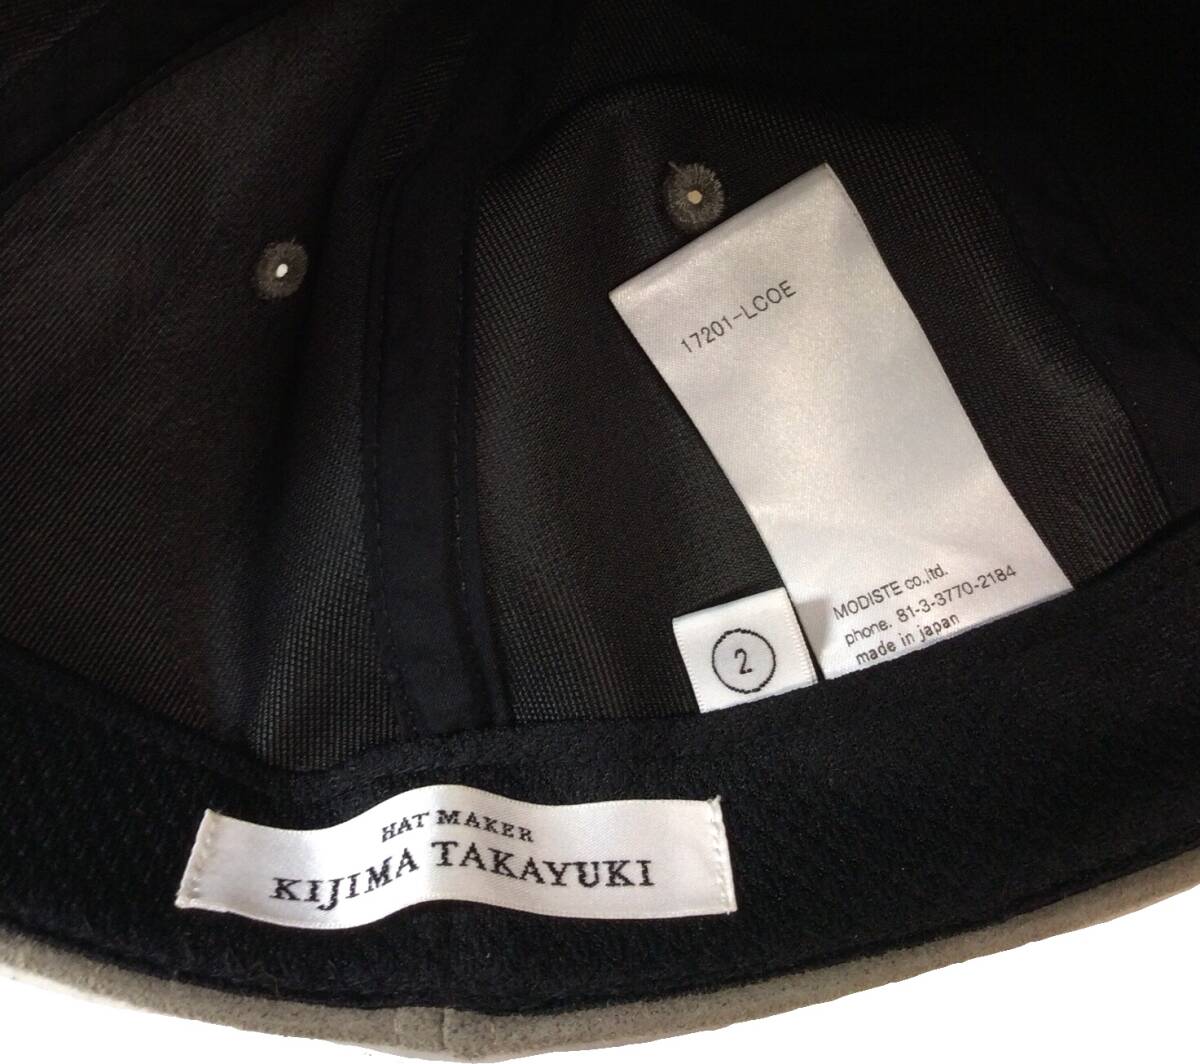 17201-LCOE
MODISTE co.,ltd.
phone. 81-3-3770-2184
made in japan
2
HAT MAKER
KIJIMA TAKAYUKI